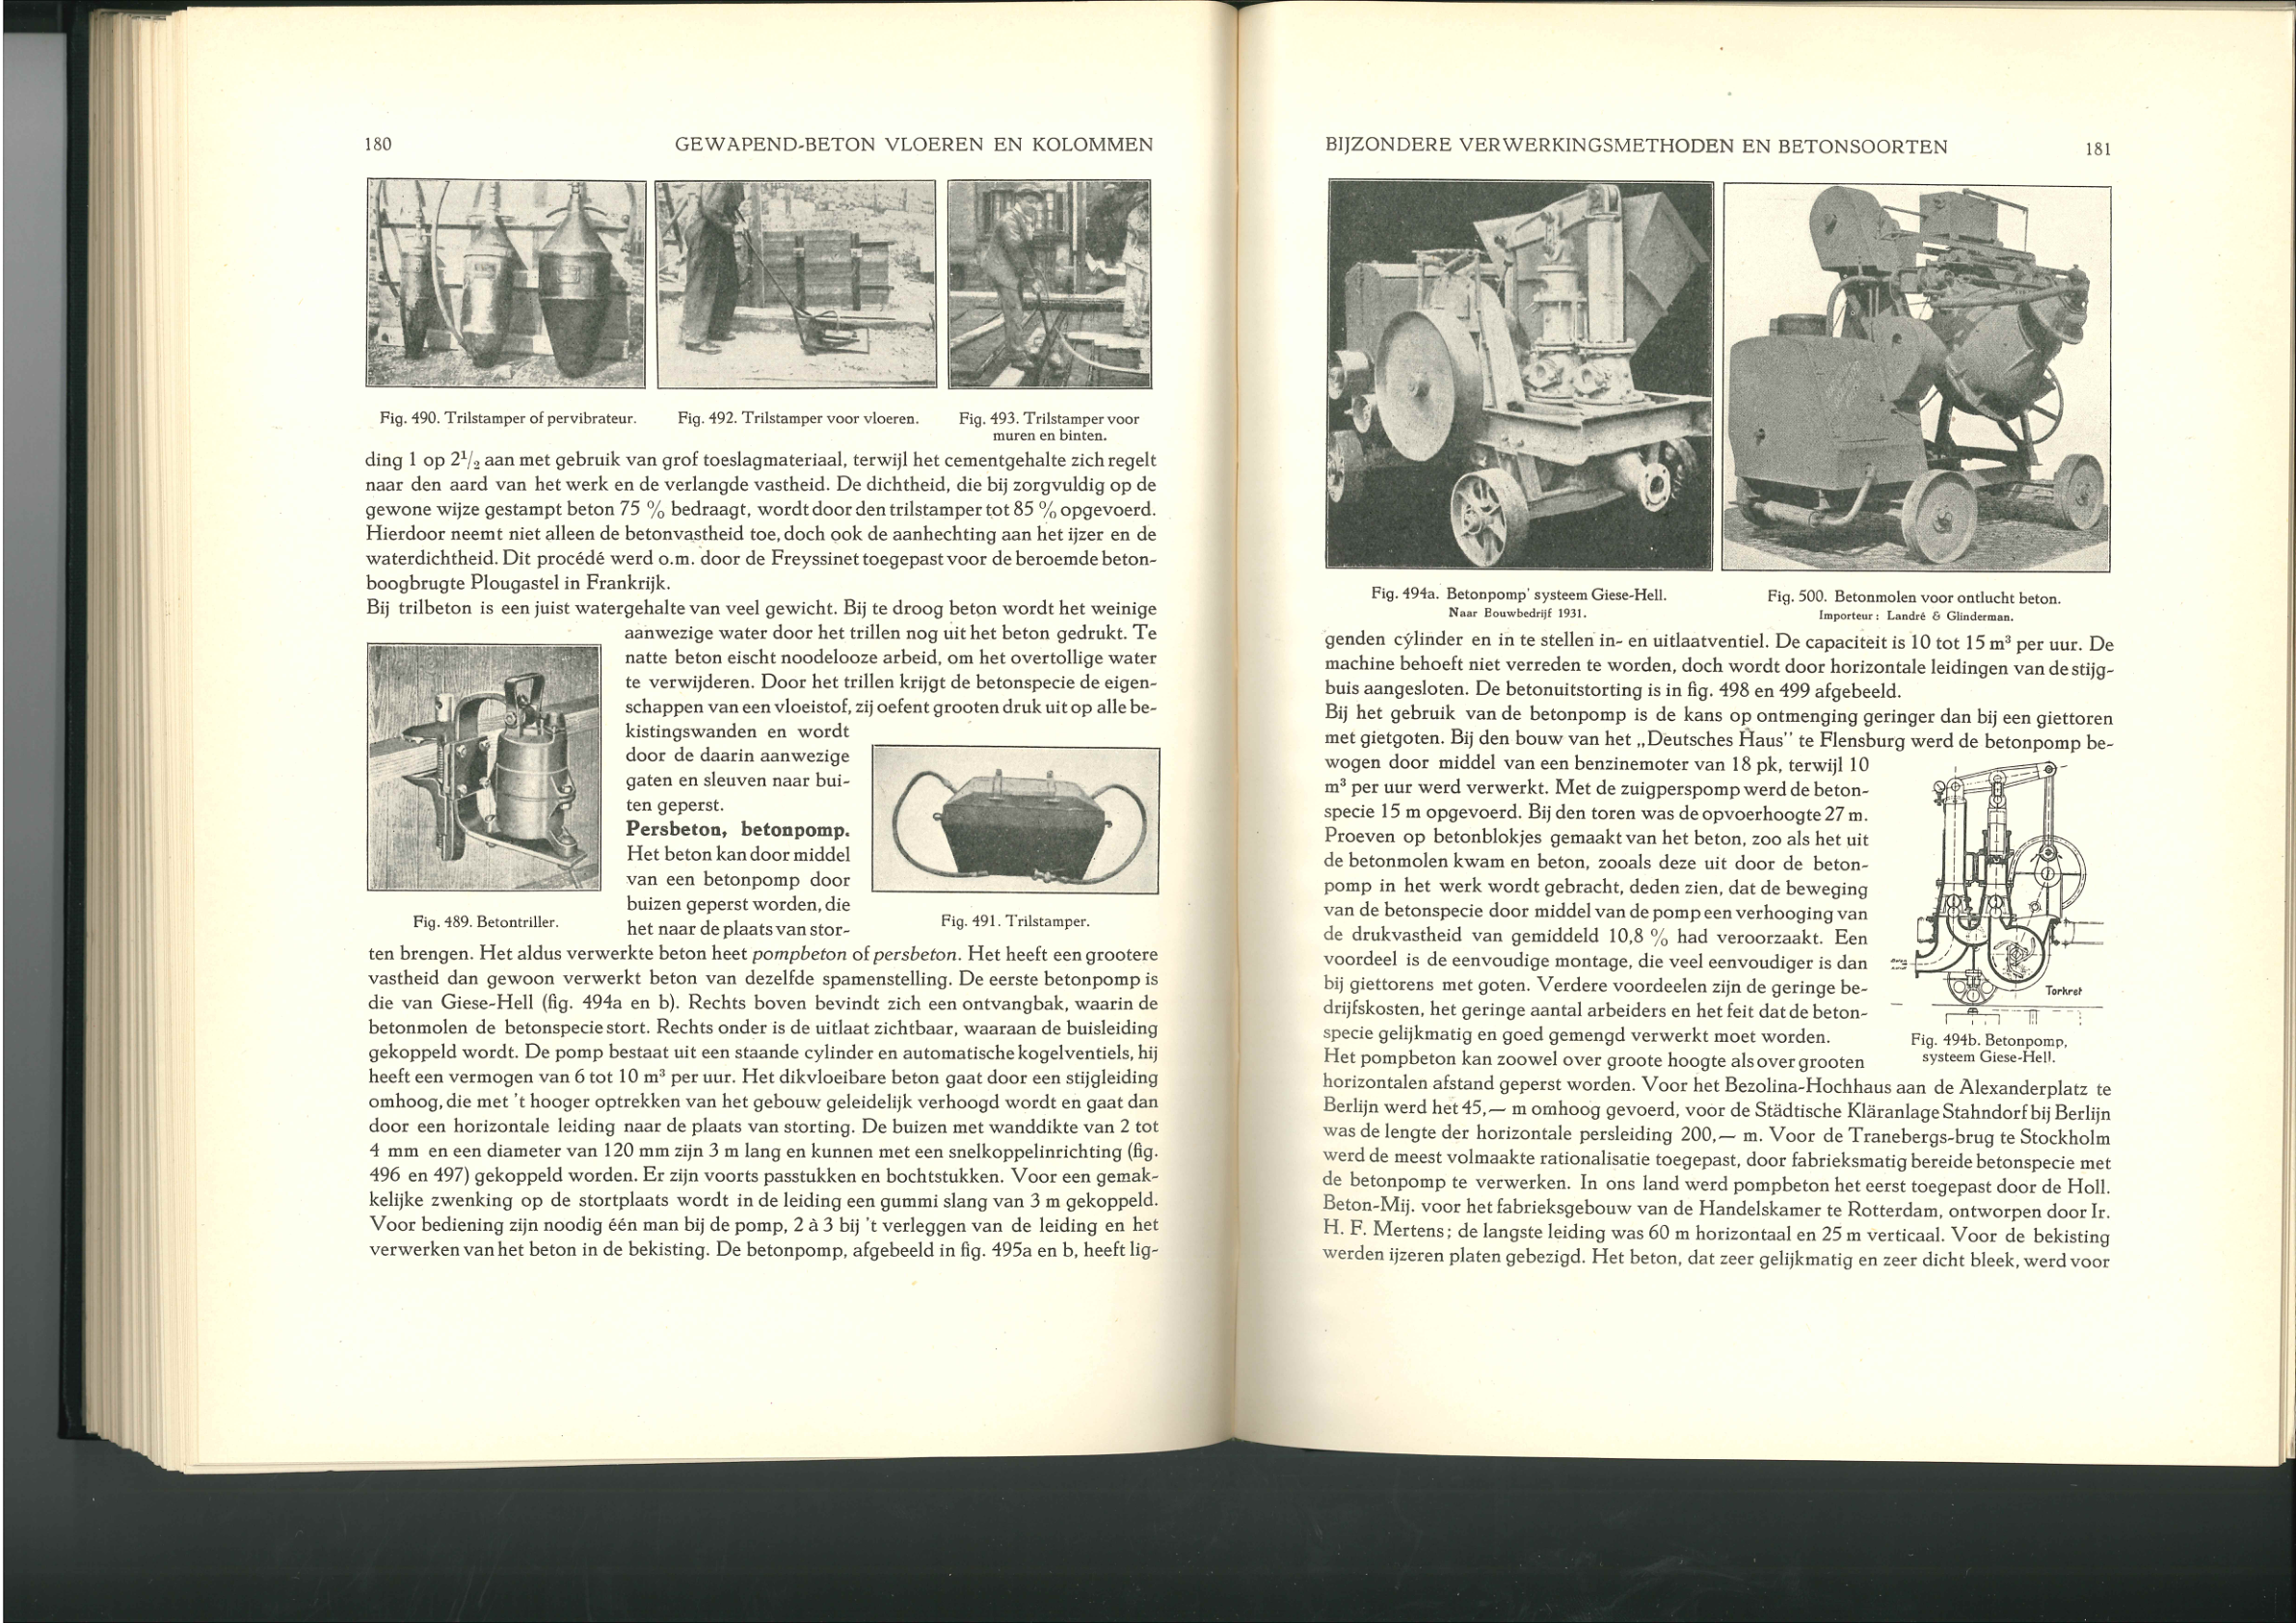 180
GEWAPEND-BETON VLOEREN EN KOLOMMEN
Fig. 490. Trilstamper of pervibrateur.
Fig. 492. Trilstamper voor vloeren.
Fig. 493. Trilstamper voor
muren en binten.
ding 1 op 2½ aan met gebruik van grof toeslagmateriaal, terwijl het cementgehalte zich regelt
naar den aard van het werk en de verlangde vastheid. De dichtheid, die bij zorgvuldig op de
gewone wijze gestampt beton 75 % bedraagt, wordt door den trilstamper tot 85 % opgevoerd.
Hierdoor neemt niet alleen de betonvastheid toe, doch ook de aanhechting aan het ijzer en de
waterdichtheid. Dit procédé werd o.m. door de Freyssinet toegepast voor de beroemde beton-
boogbrugte Plougastel in Frankrijk.
Bij trilbeton is een juist watergehalte van veel gewicht. Bij te droog beton wordt het weinige
aanwezige water door het trillen nog uit het beton gedrukt. Te
natte beton eischt noodelooze arbeid, om het overtollige water
te verwijderen. Door het trillen krijgt de betonspecie de eigen-
schappen van een vloeistof, zij oefent grooten druk uit op alle be-
kistingswanden en wordt
door de daarin aanwezige
gaten en sleuven naar bui-
ten geperst.
Persbeton, betonpomp.
Het beton kan door middel
van een betonpomp door
buizen geperst worden, die
het naar de plaats van stor-
Fig. 489. Betontriller.
Fig. 491. Trilstamper.
ten brengen. Het aldus verwerkte beton heet pompbeton of persbeton. Het heeft een grootere
vastheid dan gewoon verwerkt beton van dezelfde spamenstelling. De eerste betonpomp is
die van Giese-Hell (fig. 494a en b). Rechts boven bevindt zich een ontvangbak, waarin de
betonmolen de betonspecie stort. Rechts onder is de uitlaat zichtbaar, waaraan de buisleiding
gekoppeld wordt. De pomp bestaat uit een staande cylinder en automatische kogelventiels, hij
heeft een vermogen van 6 tot 10 m³ per uur. Het dikvloeibare beton gaat door een stijgleiding
omhoog, die met 't hooger optrekken van het gebouw geleidelijk verhoogd wordt en gaat dan
door een horizontale leiding naar de plaats van storting. De buizen met wanddikte van 2 tot
4 mm en een diameter van 120 mm zijn 3 m lang en kunnen met een snelkoppelinrichting (fig.
496 en 497) gekoppeld worden. Er zijn voorts passtukken en bochtstukken. Voor een gemak-
kelijke zwenking op de stortplaats wordt in de leiding een gummi slang van 3 m gekoppeld.
Voor bediening zijn noodig één man bij de pomp, 2 à 3 bij 't verleggen van de leiding en het
verwerken van het beton in de bekisting. De betonpomp, afgebeeld in fig. 495a en b, heeft lig-
BIJZONDERE VERWERKINGSMETHODEN EN BETONSOORTEN
181
Fig. 494a. Betonpomp' systeem Giese-Hell.
Naar Bouwbedrijf 1931.
Fig. 500. Betonmolen voor ontlucht beton.
Importeur: Landré & Glinderman.
genden cylinder en in te stellen in- en uitlaatventiel. De capaciteit is 10 tot 15 m³ per uur. De
machine behoeft niet verreden te worden, doch wordt door horizontale leidingen van de stijg-
buis aangesloten. De betonuitstorting is in fig. 498 en 499 afgebeeld.
Bij het gebruik van de betonpomp is de kans op ontmenging geringer dan bij een giettoren
met gietgoten. Bij den bouw van het „Deutsches Haus" te Flensburg werd de betonpomp be-
wogen door middel van een benzinemoter van 18 pk, terwijl 10
m³ per uur werd verwerkt. Met de zuigperspomp werd de beton-
specie 15 m opgevoerd. Bij den toren was de opvoerhoogte 27 m.
Proeven op betonblokjes gemaakt van het beton, zoo als het uit
de betonmolen kwam en beton, zooals deze uit door de beton-
pomp in het werk wordt gebracht, deden zien, dat de beweging
van de betonspecie door middel van de pomp een verhooging van
de drukvastheid van gemiddeld 10,8 % had veroorzaakt. Een
voordeel is de eenvoudige montage, die veel eenvoudiger is dan
bij giettorens met goten. Verdere voordeelen zijn de geringe be-
drijfskosten, het geringe aantal arbeiders en het feit dat de beton-
specie gelijkmatig en goed gemengd verwerkt moet worden.
Torkret
Fig. 494b. Betonpomp,
systeem Giese-Hell.
Het pompbeton kan zoowel over groote hoogte als over grooten
horizontalen afstand geperst worden. Voor het Bezolina-Hochhaus aan de Alexanderplatz te
Berlijn werd het 45,— m omhoog gevoerd, voor de Städtische Kläranlage Stahndorf bij Berlijn
was de lengte der horizontale persleiding 200,— m. Voor de Tranebergs-brug te Stockholm
werd de meest volmaakte rationalisatie toegepast, door fabrieksmatig bereide betonspecie met
de betonpomp te verwerken. In ons land werd pompbeton het eerst toegepast door de Holl.
Beton-Mij. voor het fabrieksgebouw van de Handelskamer te Rotterdam, ontworpen door Ir.
H. F. Mertens; de langste leiding was 60 m horizontaal en 25 m verticaal. Voor de bekisting
werden ijzeren platen gebezigd. Het beton, dat zeer gelijkmatig en zeer dicht bleek, werd voor